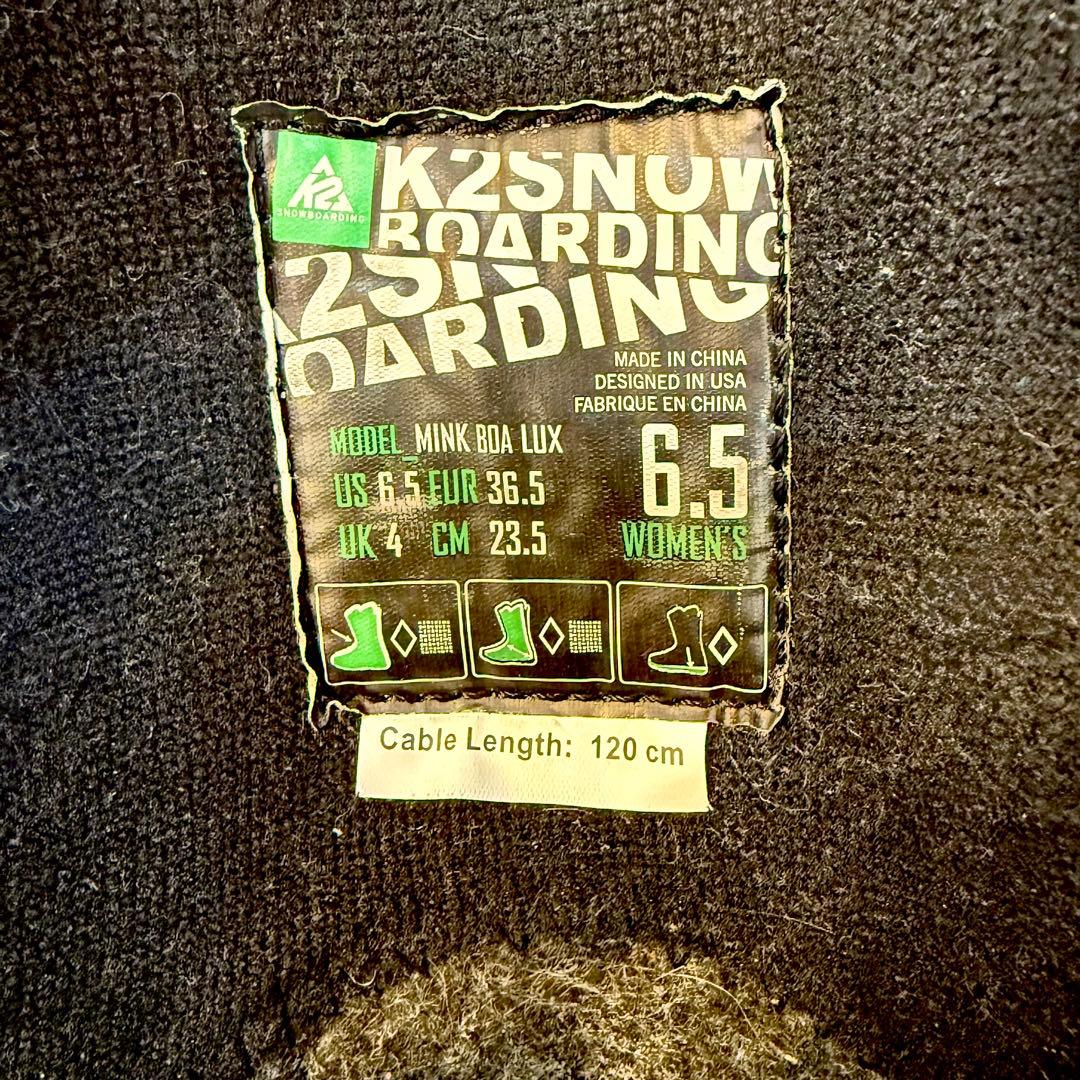 K2
SNOWBOARDING
K2SNOW
BOARDING
K2SN
OARDING
MADE IN CHINA
DESIGNED IN USA
FABRIQUE EN CHINA
MODEL_MINK BOA LUX
US 6.5 EUR 36.5
UK 4 CM 23.5
6.5
WOMEN'S
Cable Length: 120 cm